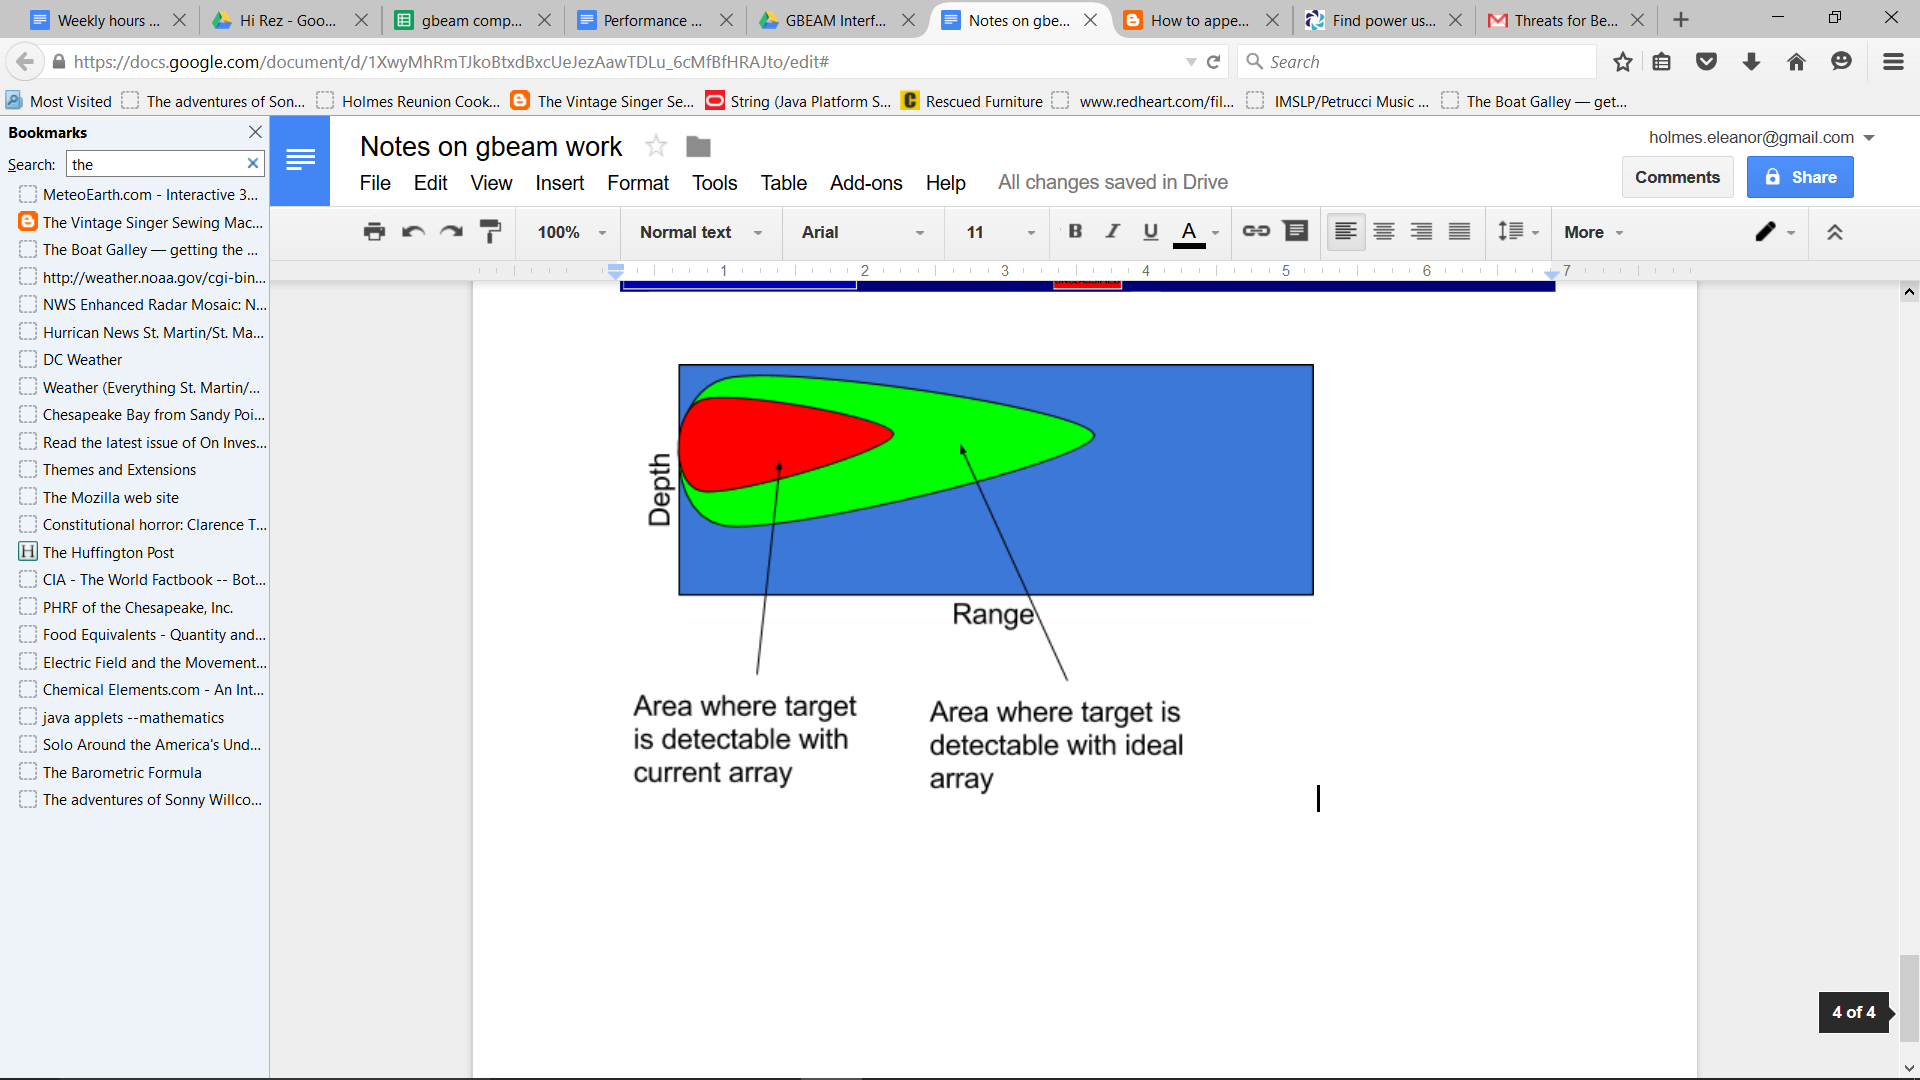 Weekly hours ...
Hi Rez - Goo...
gbeam comp...
Performance ...
GBEAM Interf...
Notes on gbe...
How to appe...
Find power us...
Threats for Be...
https://docs.google.com/document/d/1XwyMhRmTJkoBtxdBxcUeJezAawTDLu_6cMfBfHRAJto/edit#
Search
Most Visited
The adventures of Son...
Holmes Reunion Cook...
The Vintage Singer Se...
String (Java Platform S...
Rescued Furniture
www.redheart.com/fil...
IMSLP/Petrucci Music ...
The Boat Galley — get...
Bookmarks
Search: the
MeteoEarth.com - Interactive 3...
The Vintage Singer Sewing Mac...
The Boat Galley — getting the ...
http://weather.noaa.gov/cgi-bin...
NWS Enhanced Radar Mosaic: N...
Hurrican News St. Martin/St. Ma...
DC Weather
Weather (Everything St. Martin/...
Chesapeake Bay from Sandy Poi...
Read the latest issue of On Inves...
Themes and Extensions
The Mozilla web site
Constitutional horror: Clarence T...
The Huffington Post
CIA - The World Factbook -- Bot...
PHRF of the Chesapeake, Inc.
Food Equivalents - Quantity and...
Electric Field and the Movement...
Chemical Elements.com - An Int...
java applets --mathematics
Solo Around the America's Und...
The Barometric Formula
The adventures of Sonny Willco...
Notes on gbeam work
holmes.eleanor@gmail.com
File Edit View Insert Format Tools Table Add-ons Help All changes saved in Drive
Comments
Share
100% Normal text Arial 11 B I U A More
1 2 3 4 5 6 7
Depth
Range
Area where target
is detectable with
current array
Area where target is
detectable with ideal
array
4 of 4